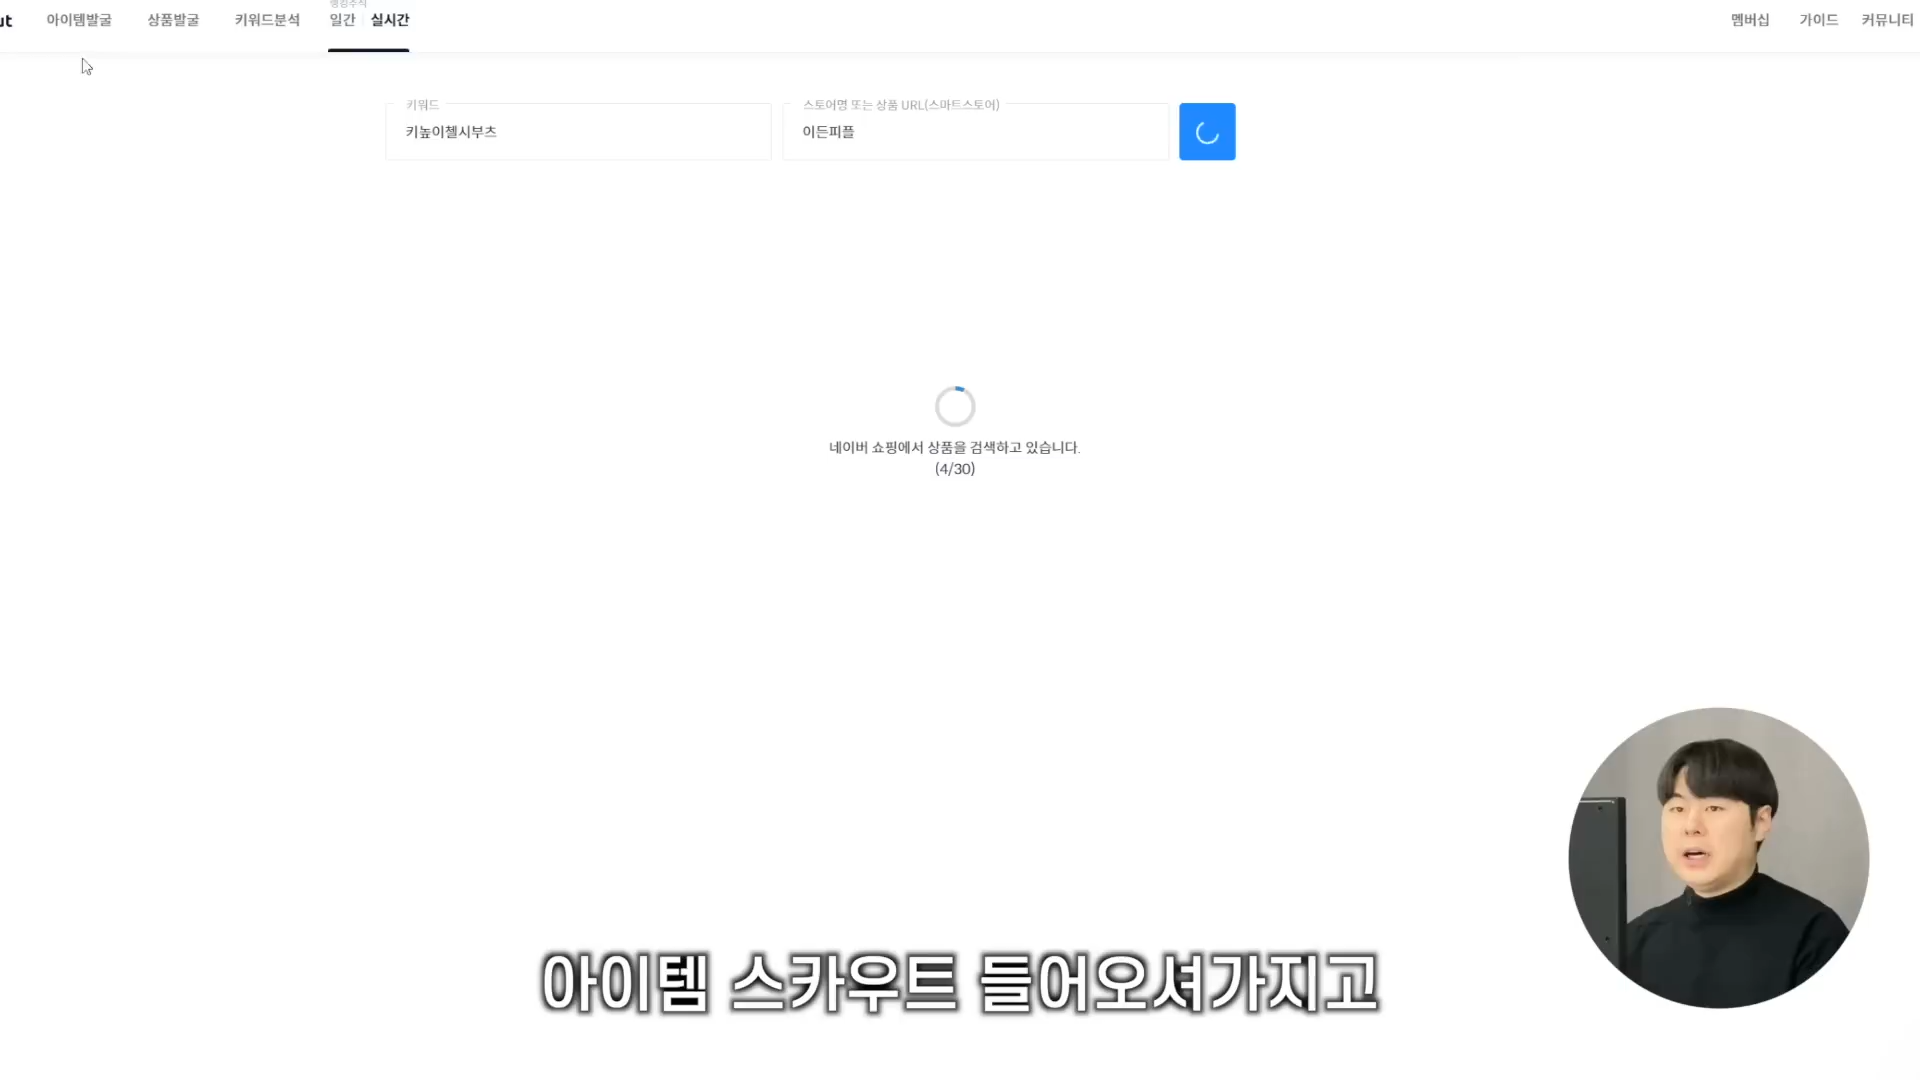 랭킹추적
ut 아이템발굴 상품발굴 키워드분석 일간 실시간 멤버십 가이드 커뮤니티
키워드 스토어명 또는 상품 URL(스마트스토어)
키높이첼시부츠 이든피플
네이버 쇼핑에서 상품을 검색하고 있습니다.
(4/30)
아이템 스카우트 들어오셔가지고